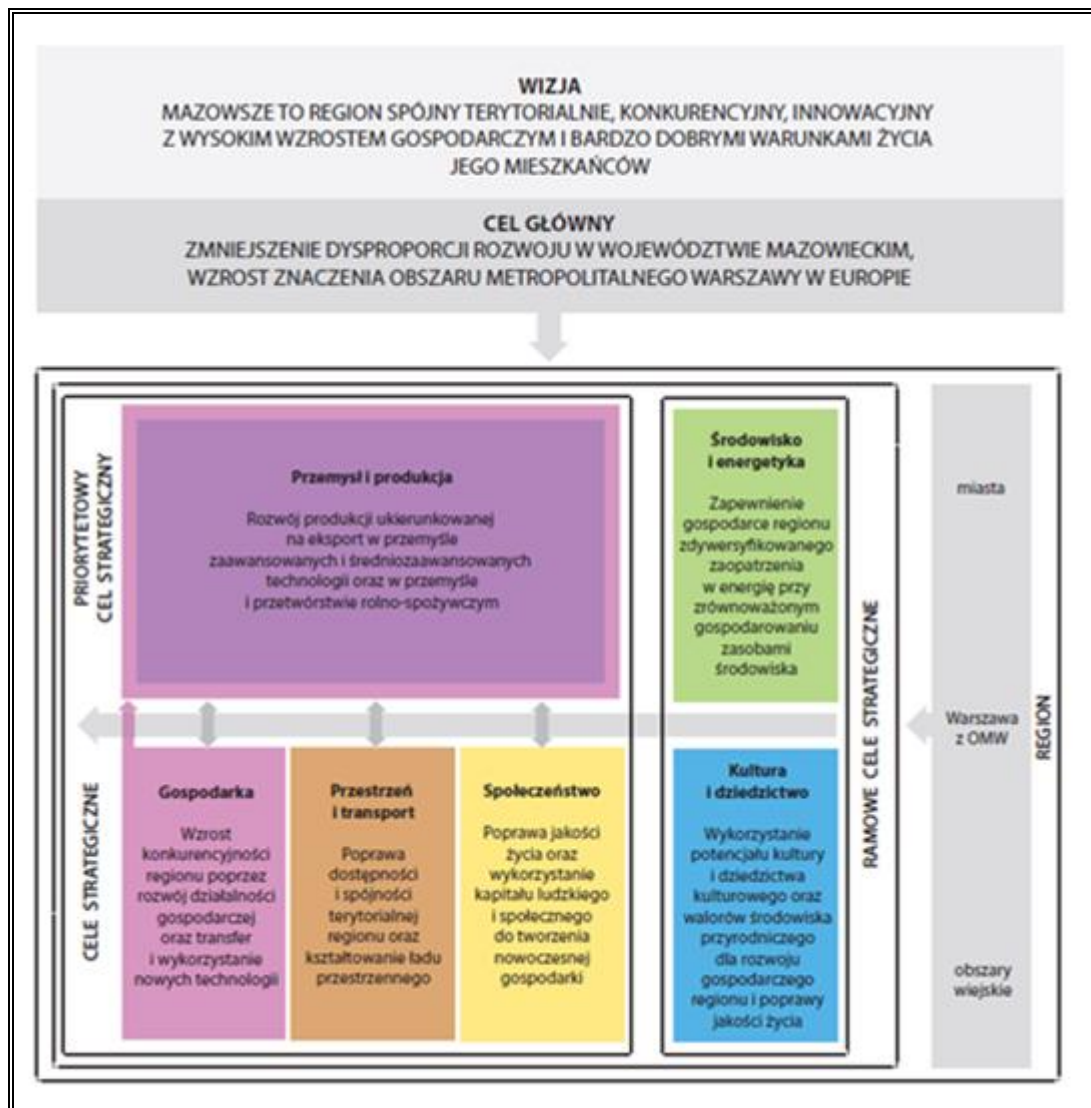 WIZJA
MAZOWSZE TO REGION SPÓJNY TERYTORIALNIE, KONKURENCYJNY, INNOWACYJNY
Z WYSOKIM WZROSTEM GOSPODARCZYM I BARDZO DOBRYMI WARUNKAMI ŻYCIA
JEGO MIESZKAŃCÓW
CEL GŁÓWNY
ZMNIEJSZENIE DYSPROPORCJI ROZWOJU W WOJEWÓDZTWIE MAZOWIECKIM,
WZROST ZNACZENIA OBSZARU METROPOLITALNEGO WARSZAWY W EUROPIE
PRIORYTETOWY
CEL STRATEGICZNY
Przemysł i produkcja
Rozwój produkcji ukierunkowanej
na eksport w przemyśle
zaawansowanych i średniozaawansowanych
technologii oraz w przemyśle
i przetwórstwie rolno-spożywczym
Środowisko
i energetyka
Zapewnienie
gospodarce regionu
zdywersyfikowanego
zaopatrzenia
w energię przy
zrównoważonym
gospodarowaniu
zasobami
środowiska
CELE STRATEGICZNE
Gospodarka
Wzrost
konkurencyjności
regionu poprzez
rozwój działalności
gospodarczej
oraz transfer
i wykorzystanie
nowych technologii
Przestrzeń
i transport
Poprawa
dostępności
i spójności
terytorialnej
regionu oraz
kształtowanie ładu
przestrzennego
Społeczeństwo
Poprawa jakości
życia oraz
wykorzystanie
kapitału ludzkiego
i społecznego
do tworzenia
nowoczesnej
gospodarki
Kultura
i dziedzictwo
Wykorzystanie
potencjału kultury
i dziedzictwa
kulturowego oraz
walorów środowiska
przyrodniczego
dla rozwoju
gospodarczego
regionu i poprawy
jakości życia
RAMOWE CELE STRATEGICZNE
miasta
Warszawa
z OMW
obszary
wiejskie
REGION